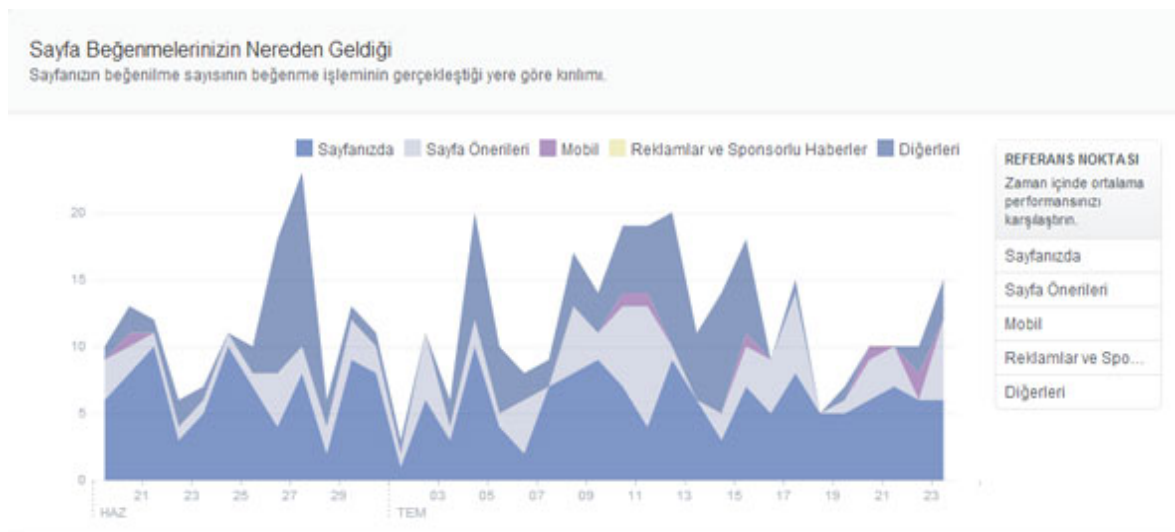 Sayfa Beğenmelerinizin Nereden Geldiği
Sayfanızın beğenilme sayısının beğenme işleminin gerçekleştiği yere göre kırılımı.
Sayfanızda Sayfa Önerileri Mobil Reklamlar ve Sponsorlu Haberler Diğerleri
20
15
10
5
0
21 23 25 27 29 03 05 07 09 11 13 15 17 19 21 23
HAZ TEM
REFERANS NOKTASI
Zaman içinde ortalama
performansınızı
karşılaştırın.
Sayfanızda
Sayfa Önerileri
Mobil
Reklamlar ve Spo...
Diğerleri